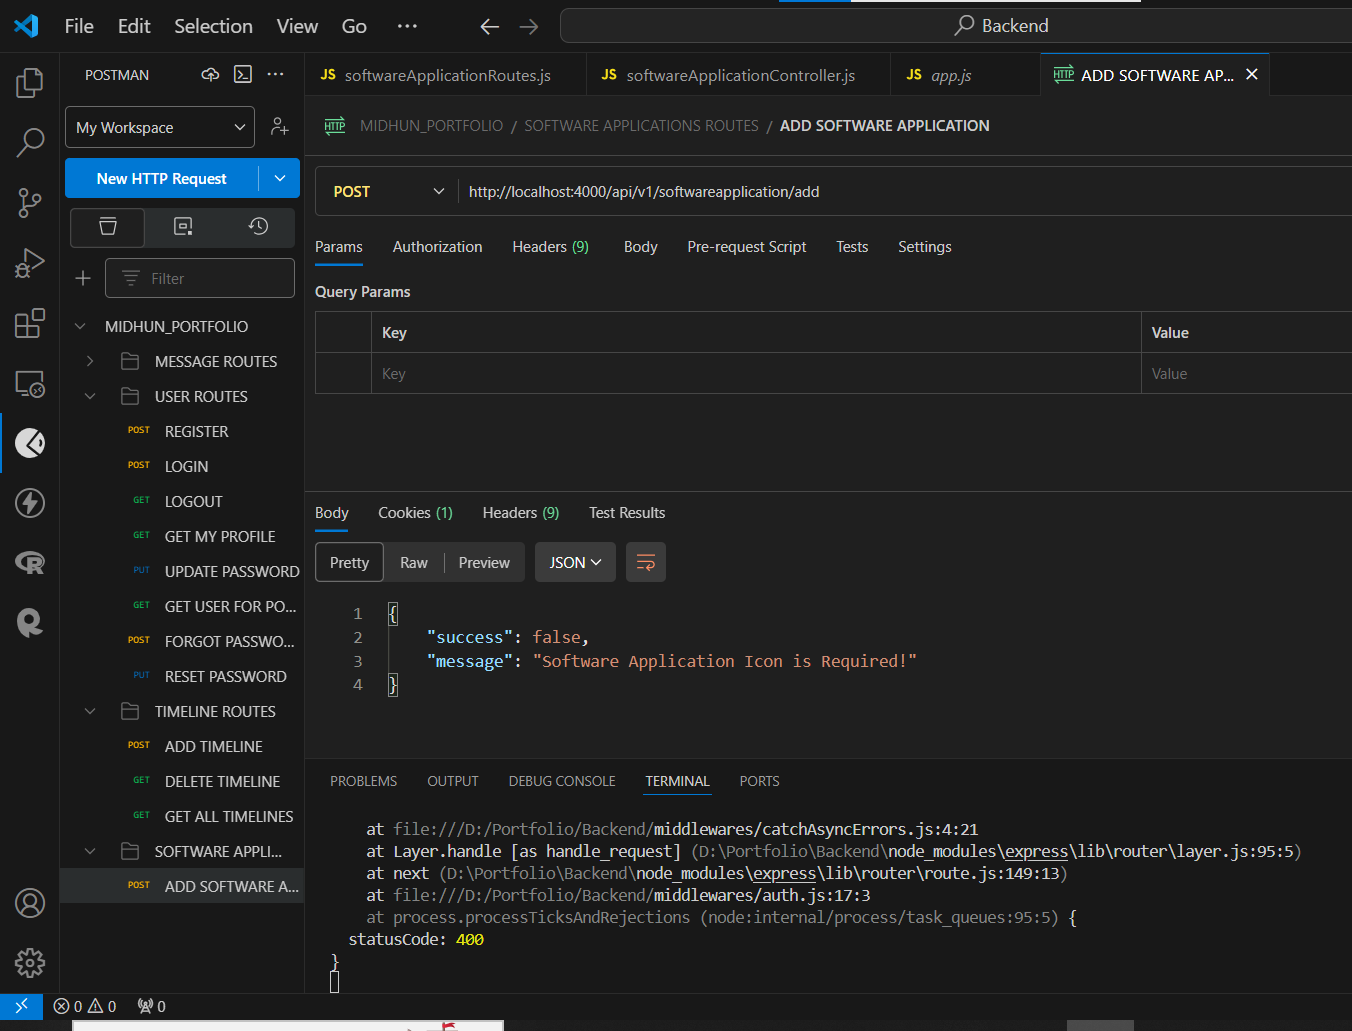 File Edit Selection View Go ··· Backend
POSTMAN
JS softwareApplicationRoutes.js JS softwareApplicationController.js JS app.js HTTP ADD SOFTWARE AP...
My Workspace
HTTP MIDHUN_PORTFOLIO / SOFTWARE APPLICATIONS ROUTES / ADD SOFTWARE APPLICATION
New HTTP Request
POST http://localhost:4000/api/v1/softwareapplication/add
Params Authorization Headers (9) Body Pre-request Script Tests Settings
Filter
Query Params
Key Value
Key Value
MIDHUN_PORTFOLIO
MESSAGE ROUTES
USER ROUTES
POST REGISTER
POST LOGIN
GET LOGOUT
GET GET MY PROFILE
PUT UPDATE PASSWORD
GET GET USER FOR PO...
POST FORGOT PASSWO...
PUT RESET PASSWORD
TIMELINE ROUTES
POST ADD TIMELINE
GET DELETE TIMELINE
GET GET ALL TIMELINES
SOFTWARE APPLI...
POST ADD SOFTWARE A...
Body Cookies (1) Headers (9) Test Results
Pretty Raw Preview JSON
1 {
2 "success": false,
3 "message": "Software Application Icon is Required!"
4 }
PROBLEMS OUTPUT DEBUG CONSOLE TERMINAL PORTS
at file:///D:/Portfolio/Backend/middlewares/catchAsyncErrors.js:4:21
at Layer.handle [as handle_request] (D:\Portfolio\Backend\node_modules\express\lib\router\layer.js:95:5)
at next (D:\Portfolio\Backend\node_modules\express\lib\router\route.js:149:13)
at file:///D:/Portfolio/Backend/middlewares/auth.js:17:3
at process.processTicksAndRejections (node:internal/process/task_queues:95:5) {
statusCode: 400
}
0 0 0